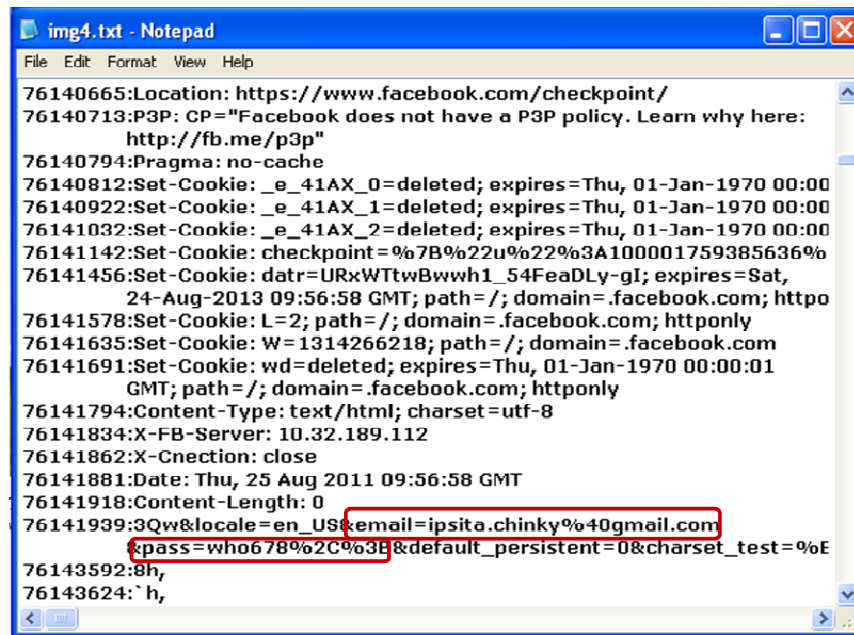 img4.txt - Notepad
File Edit Format View Help
76140665:Location: https://www.facebook.com/checkpoint/
76140713:P3P: CP="Facebook does not have a P3P policy. Learn why here:
http://fb.me/p3p"
76140794:Pragma: no-cache
76140812:Set-Cookie: _e_41AX_0=deleted; expires=Thu, 01-Jan-1970 00:00
76140922:Set-Cookie: _e_41AX_1=deleted; expires=Thu, 01-Jan-1970 00:00
76141032:Set-Cookie: _e_41AX_2=deleted; expires=Thu, 01-Jan-1970 00:00
76141142:Set-Cookie: checkpoint=%7B%22u%22%3A100001759385636%
76141456:Set-Cookie: datr=URxWTtwBwwh1_54FeaDLy-gI; expires=Sat,
24-Aug-2013 09:56:58 GMT; path=/; domain=.facebook.com; httpo
76141578:Set-Cookie: L=2; path=/; domain=.facebook.com; httponly
76141635:Set-Cookie: W=1314266218; path=/; domain=.facebook.com
76141691:Set-Cookie: wd=deleted; expires=Thu, 01-Jan-1970 00:00:01
GMT; path=/; domain=.facebook.com; httponly
76141794:Content-Type: text/html; charset=utf-8
76141834:X-FB-Server: 10.32.189.112
76141862:X-Cnection: close
76141881:Date: Thu, 25 Aug 2011 09:56:58 GMT
76141918:Content-Length: 0
76141939:3Qw&locale=en_US&email=ipsita.chinky%40gmail.com
&pass=who678%2C%3B&default_persistent=0&charset_test=%E
76143592:8h,
76143624:`h,